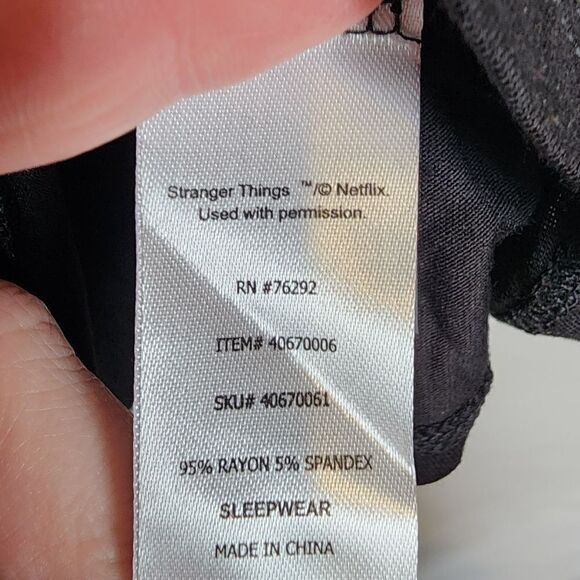 Stranger Things ™/© Netflix.
Used with permission.
RN #76292
ITEM# 40670006
SKU# 40670061
95% RAYON 5% SPANDEX
SLEEPWEAR
MADE IN CHINA